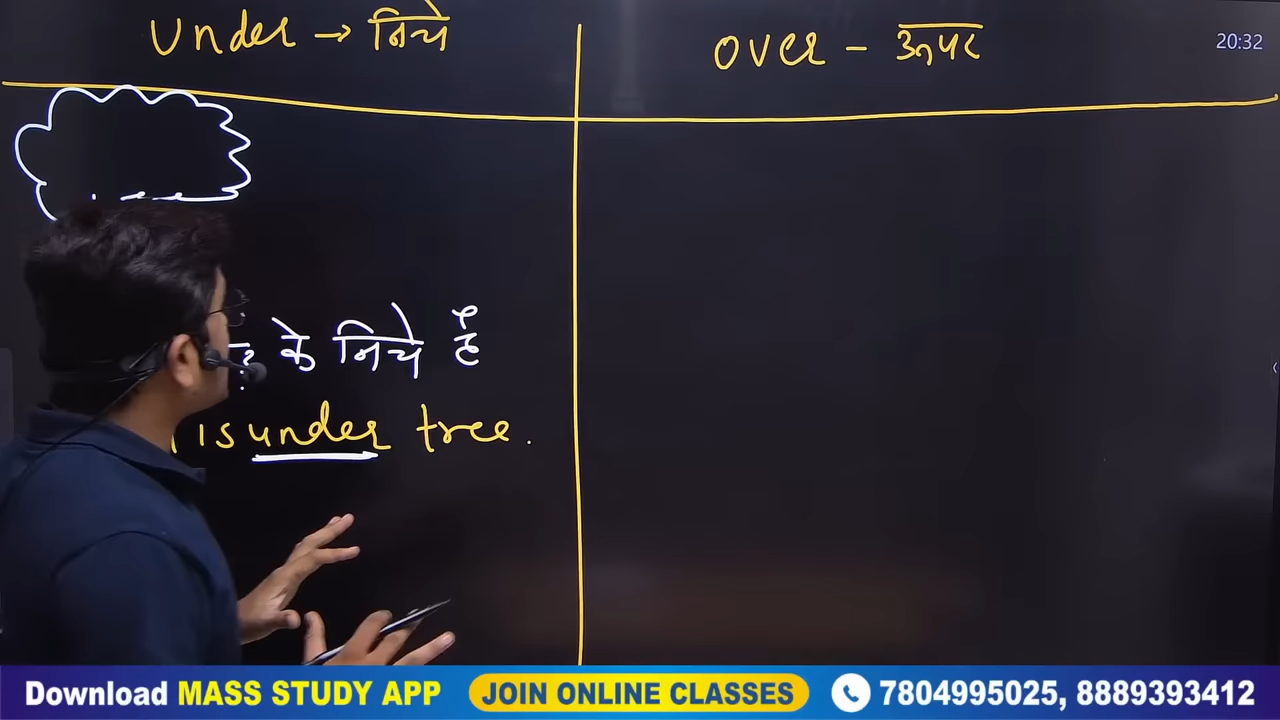 Under → निचे
over - ऊपर
20:32
के निचे है
is under tree.
Download MASS STUDY APP JOIN ONLINE CLASSES 7804995025, 8889393412